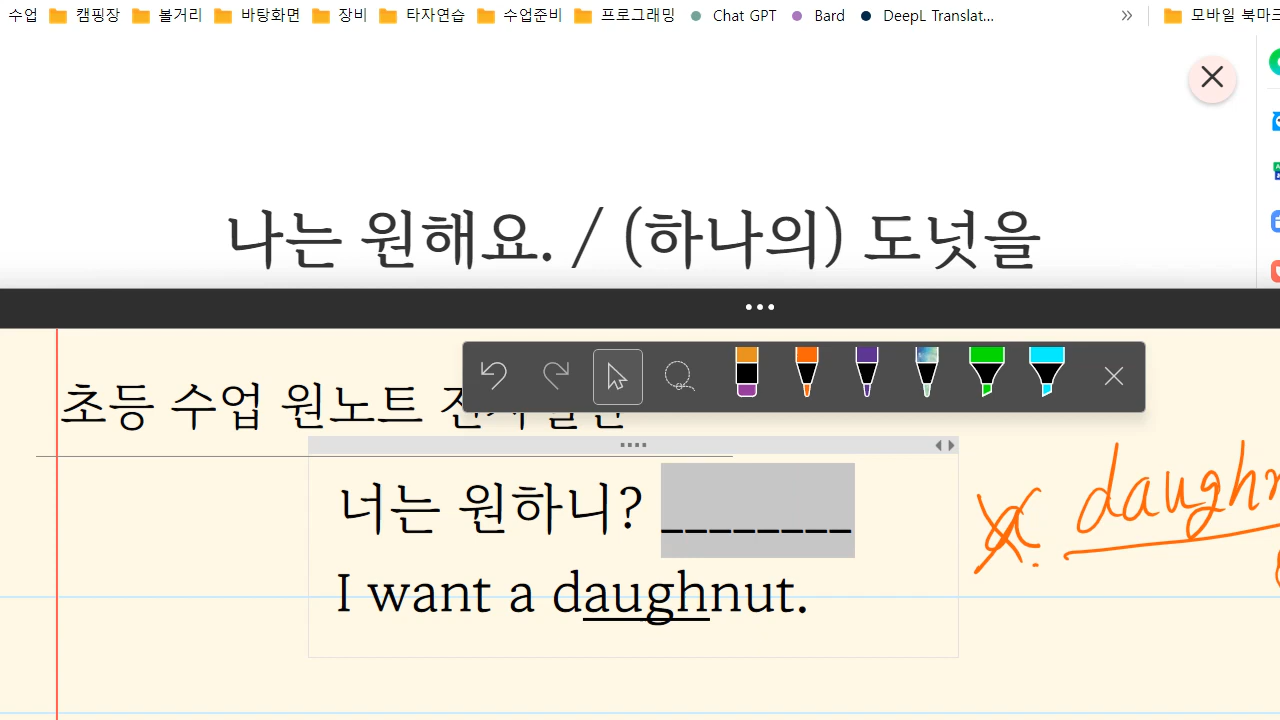 수업 캠핑장 볼거리 바탕화면 장비 타자연습 수업준비 프로그래밍 Chat GPT Bard DeepL Translat... » 모바일 북마크
나는 원해요. / (하나의) 도넛을
초등 수업 원노트
너는 원하니? ________
I want a daughnut.
daughn